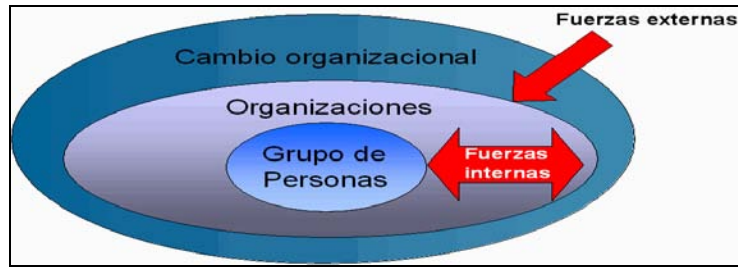 Fuerzas externas
Cambio organizacional
Organizaciones
Grupo de
Personas
Fuerzas
internas